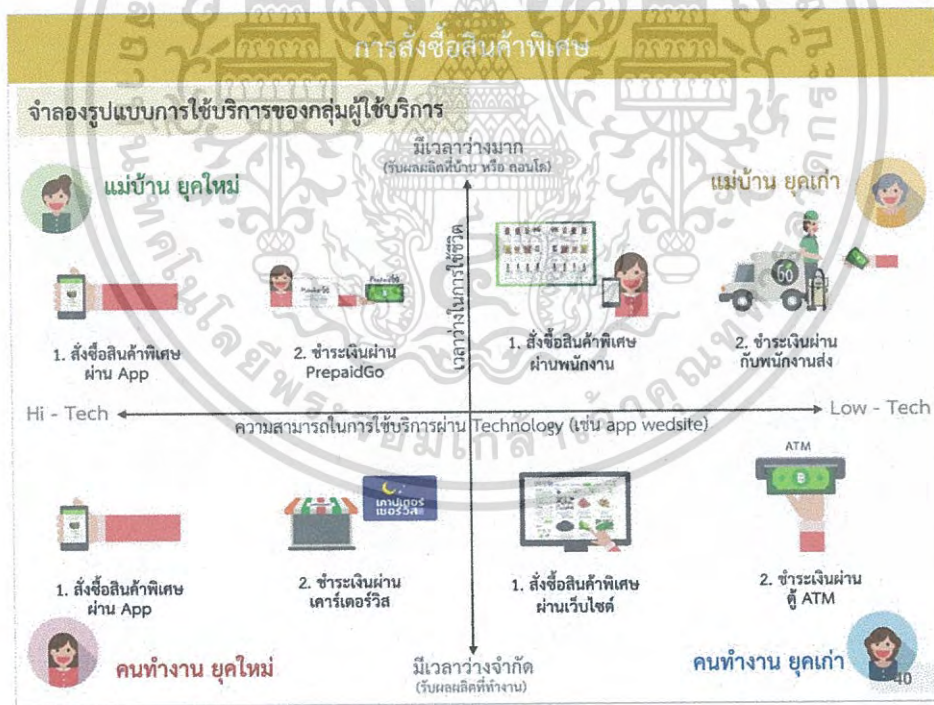 การสั่งซื้อสินค้าพิเศษ
จำลองรูปแบบการใช้บริการของกลุ่มผู้ใช้บริการ
มีเวลาว่างมาก
(รับผลผลิตที่บ้าน หรือ คอนโด)
แม่บ้าน ยุคใหม่
แม่บ้าน ยุคเก่า
เวลาว่างในการใช้ชีวิต
1. สั่งซื้อสินค้าพิเศษ
ผ่าน App
2. ชำระเงินผ่าน
PrepaidGo
1. สั่งซื้อสินค้าพิเศษ
ผ่านพนักงาน
GO
2. ชำระเงินผ่าน
กับพนักงานส่ง
Hi - Tech
Low - Tech
ความสามารถในการใช้บริการผ่าน Technology (เช่น app wedsite)
1. สั่งซื้อสินค้าพิเศษ
ผ่าน App
เคาน์เตอร์
เซอร์วิส
2. ชำระเงินผ่าน
เคาร์เตอร์วิส
1. สั่งซื้อสินค้าพิเศษ
ผ่านเว็บไซต์
ATM
2. ชำระเงินผ่าน
ตู้ ATM
คนทำงาน ยุคใหม่
มีเวลาว่างจำกัด
(รับผลผลิตที่ทำงาน)
คนทำงาน ยุคเก่า
40